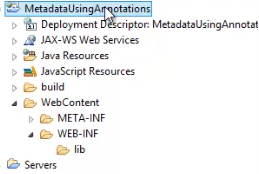 MetadataUsingAnnotations
Deployment Descriptor: MetadataUsingAnnotat
JAX-WS Web Services
Java Resources
JavaScript Resources
build
WebContent
META-INF
WEB-INF
lib
Servers